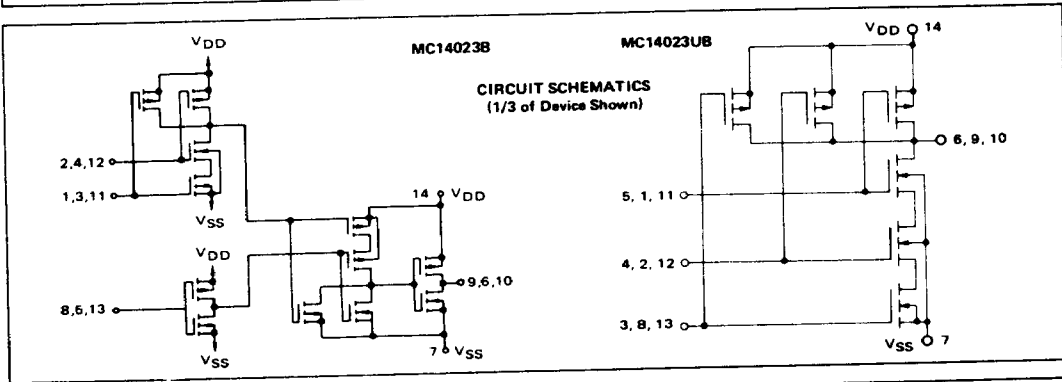 MC14023B
MC14023UB
CIRCUIT SCHEMATICS
(1/3 of Device Shown)
VDD
2,4,12
1,3,11
VSS
VDD
8,5,13
VSS
14 VDD
9,6,10
7 VSS
VDD 14
6, 9, 10
5, 1, 11
4, 2, 12
3, 8, 13
VSS 7